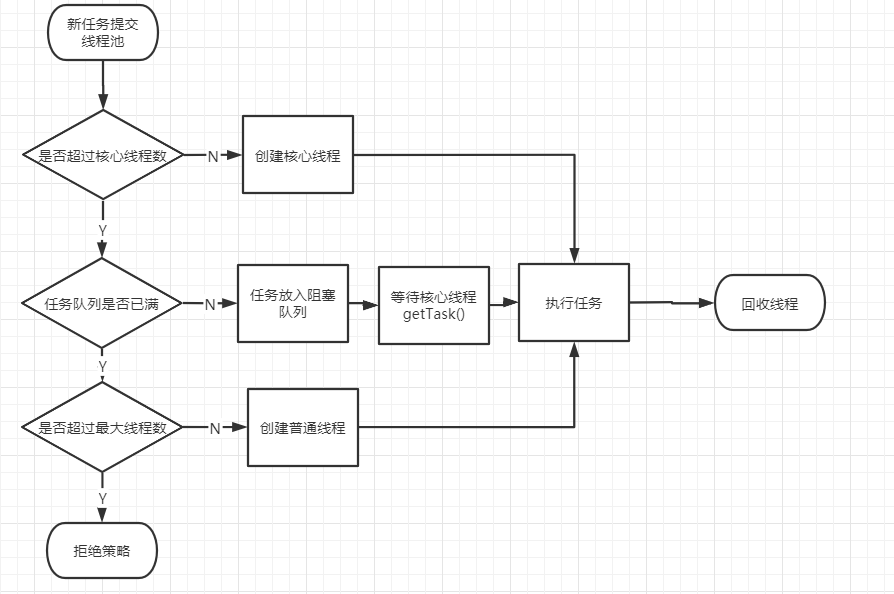 新任务提交
线程池
是否超过核心线程数
N
创建核心线程
Y
任务队列是否已满
N
任务放入阻塞
队列
等待核心线程
getTask()
执行任务
回收线程
Y
是否超过最大线程数
N
创建普通线程
Y
拒绝策略